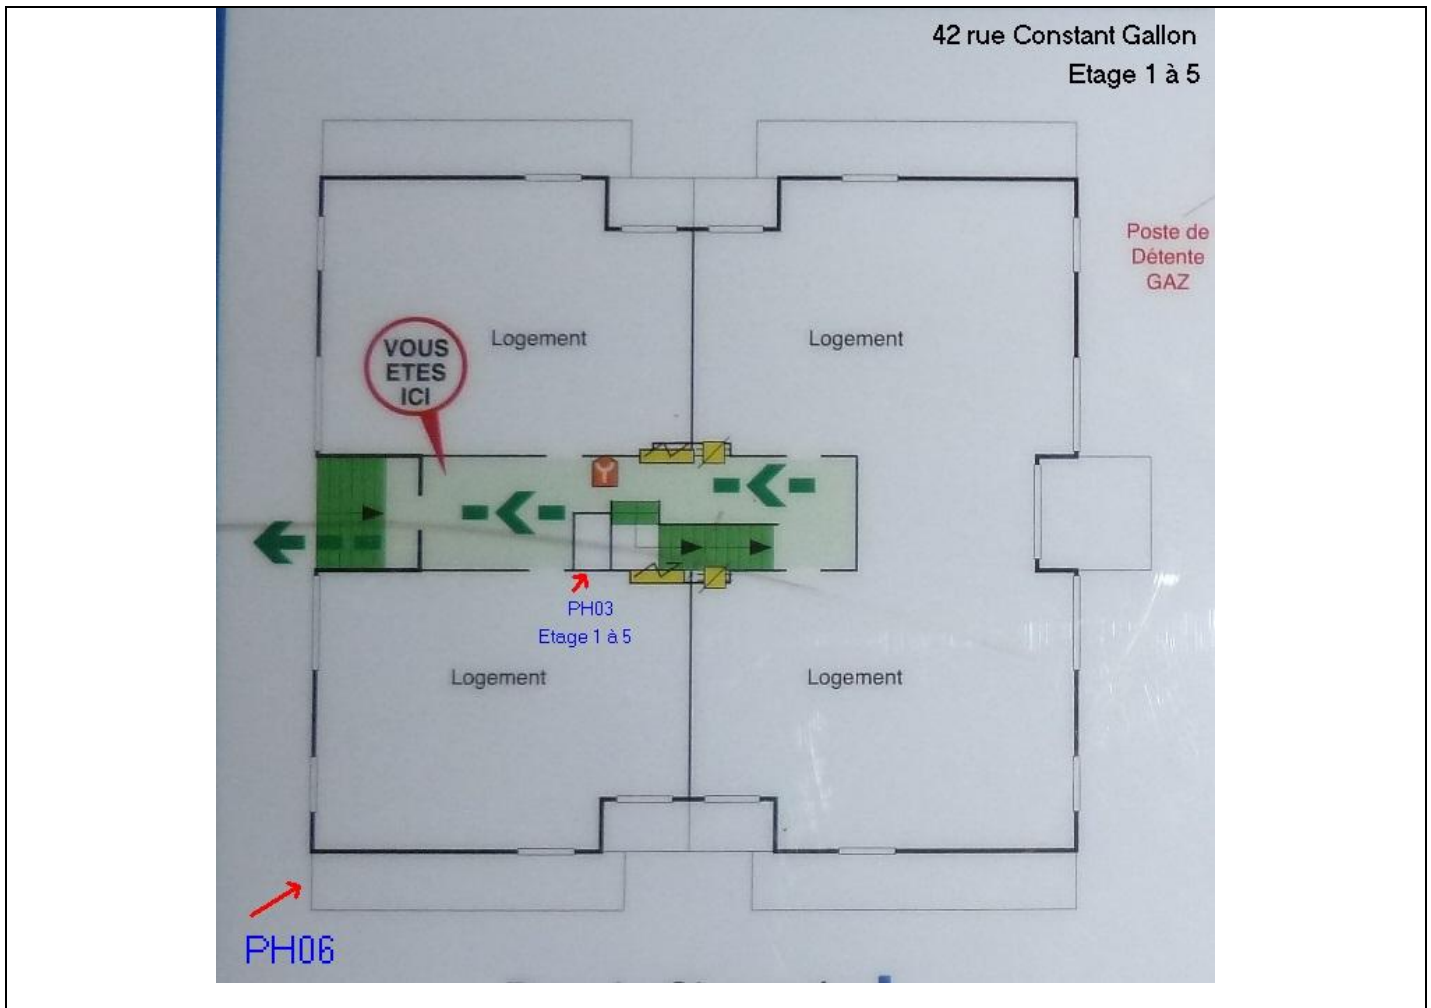 42 rue Constant Gallon
Etage 1 à 5
Poste de
Détente
GAZ
Logement
Logement
VOUS
ETES
ICI
PH03
Etage 1 à 5
Logement
Logement
PH06